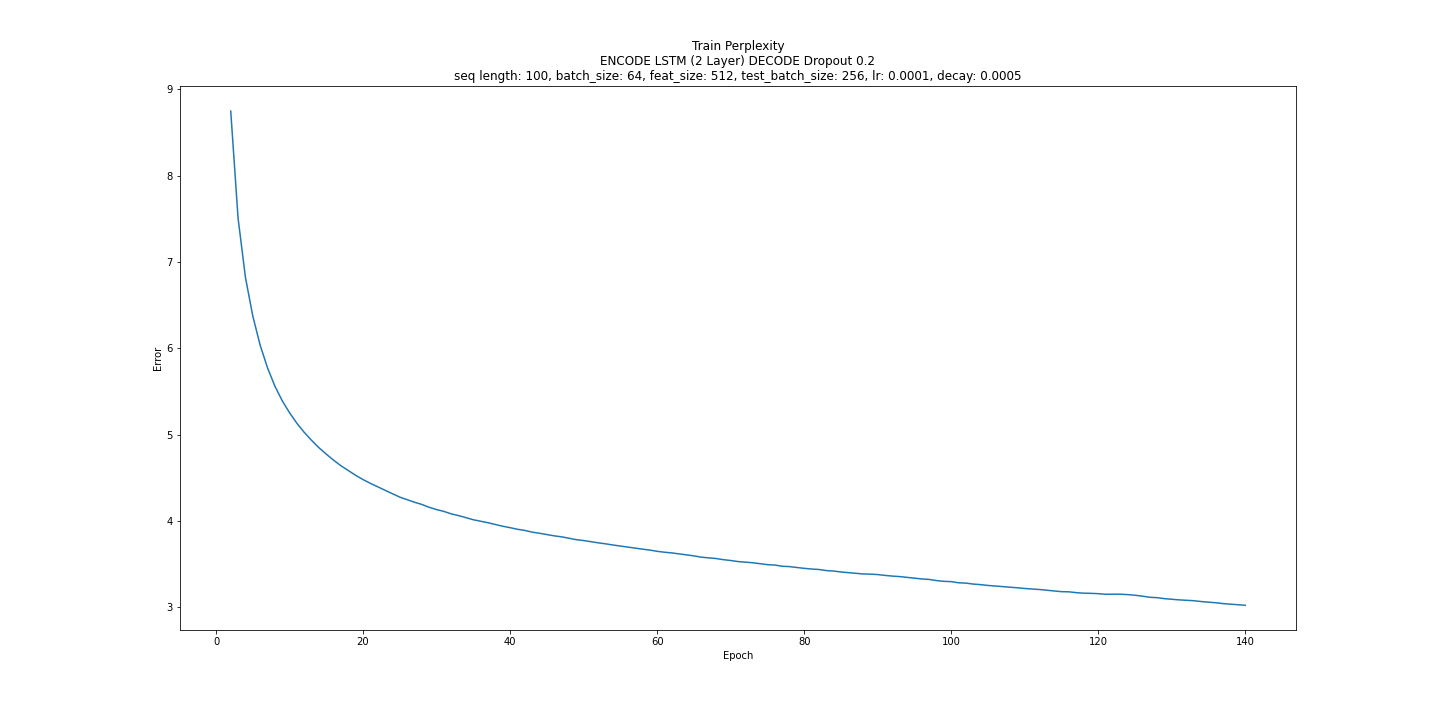 Train Perplexity
ENCODE LSTM (2 Layer) DECODE Dropout 0.2
seq length: 100, batch_size: 64, feat_size: 512, test_batch_size: 256, lr: 0.0001, decay: 0.0005
9
8
7
6
5
4
3
Error
0 20 40 60 80 100 120 140
Epoch